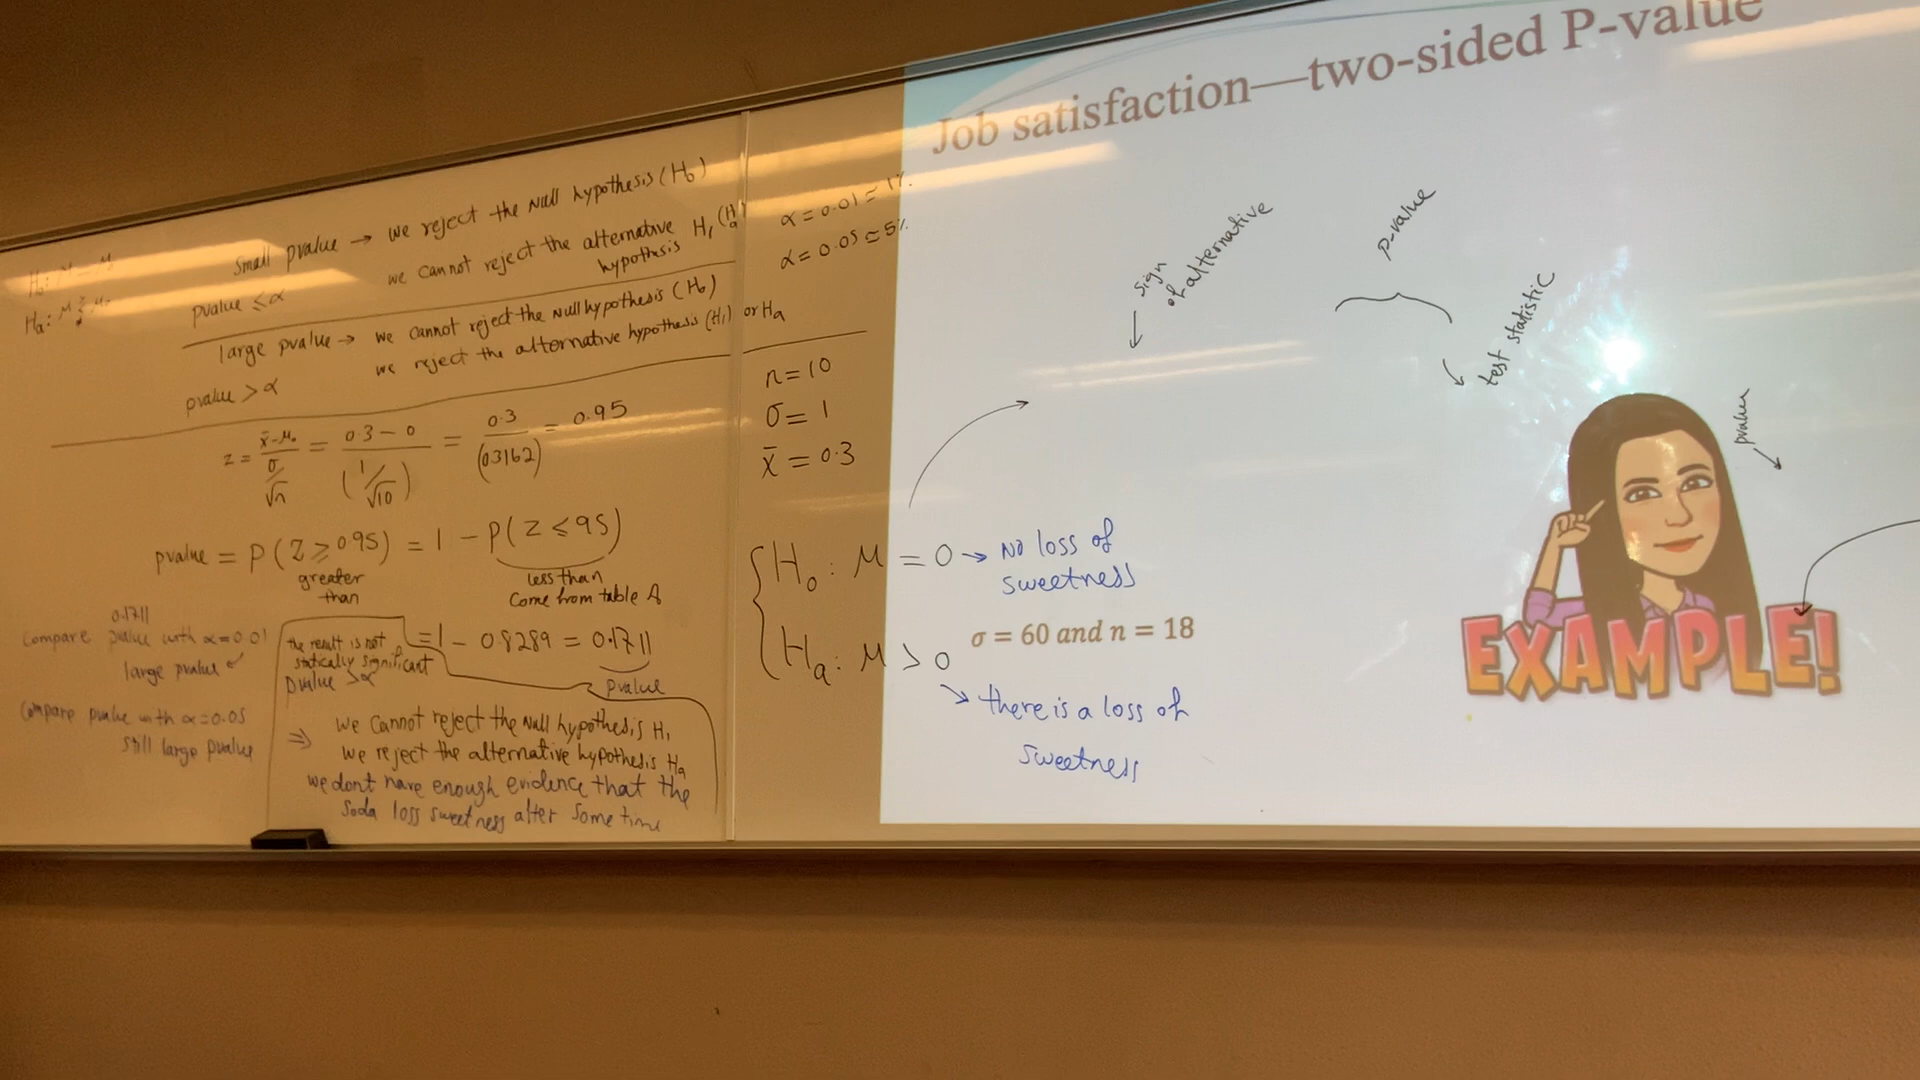 H₀: M = M₀
Hₐ: M ≷ M₀
Small pvalue → we reject the Null hypothesis (H₀)
we cannot reject the alternative H₁ (Hₐ)
hypothesis
pvalue ≤ α
large pvalue → we cannot reject the Null hypothesis (H₀)
we reject the alternative hypothesis (H₁) or Hₐ
pvalue > α
α = 0.01 = 1%
α = 0.05 = 5%
z = (x̄ - M₀)/(σ/√n) = (0.3 - 0)/(1/√10) = 0.3/(03162) = 0.95
n = 10
σ = 1
x̄ = 0.3
pvalue = P(Z ≥ 0.95) = 1 - P(Z ≤ 95)
greater
than
less than
Come from table A
= 1 - 0.8289 = 0.1711
pvalue
0.1711
Compare pvalue with α = 0.01
large pvalue ✓
Compare pvalue with α = 0.05
still large pvalue
the result is not
statically significant
pvalue > α
⇒ we cannot reject the Null hypothesis H₁
we reject the alternative hypothesis Hₐ
we dont have enough evidence that the
Soda loss sweetness after Some time
H₀: M = 0 → No loss of
sweetness
Hₐ: M > 0
→ there is a loss of
Sweetness
Job satisfaction—two-sided P-value
sign
of alternative
p-value
test statistic
pvalue
σ = 60 and n = 18
EXAMPLE!